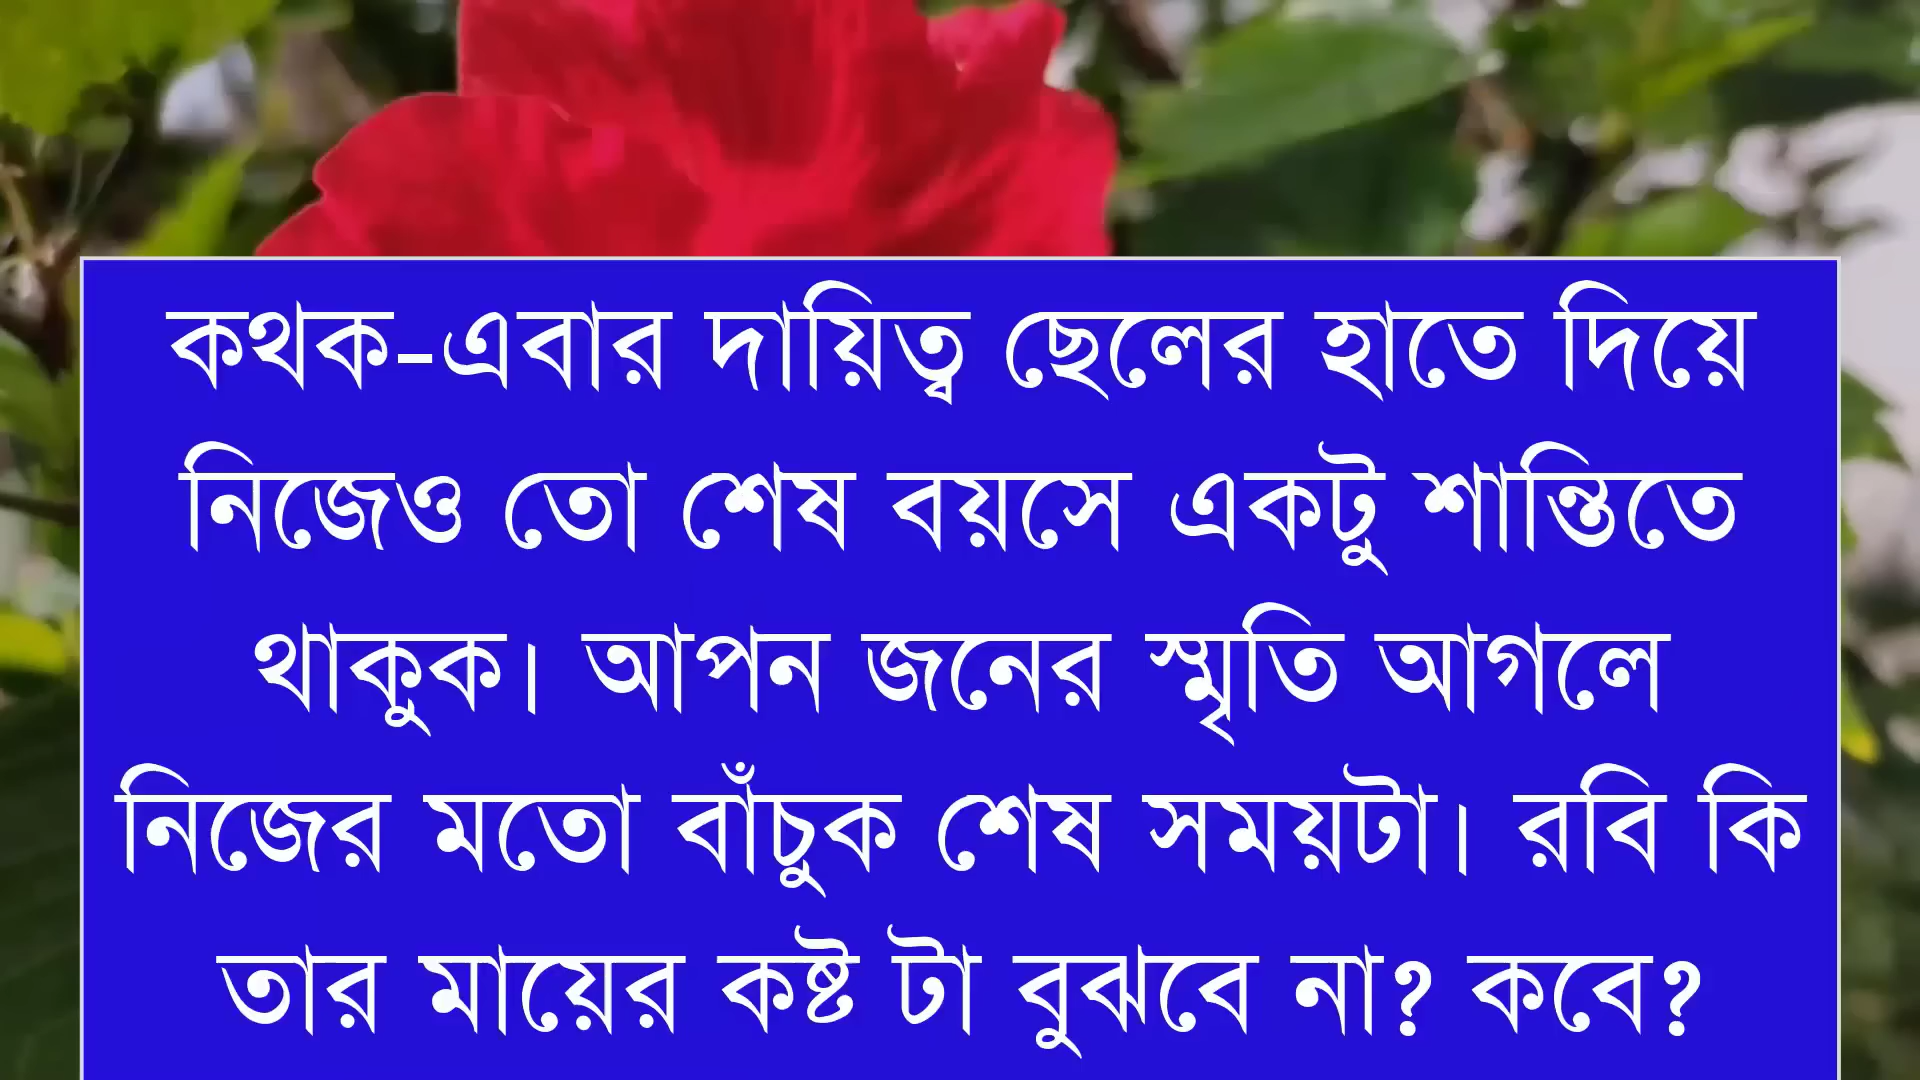 কথক-এবার দায়িত্ব ছেলের হাতে দিয়ে
নিজেও তো শেষ বয়সে একটু শান্তিতে
থাকুক। আপন জনের স্মৃতি আগলে
নিজের মতো বাঁচুক শেষ সময়টা। রবি কি
তার মায়ের কষ্ট টা বুঝবে না? কবে?